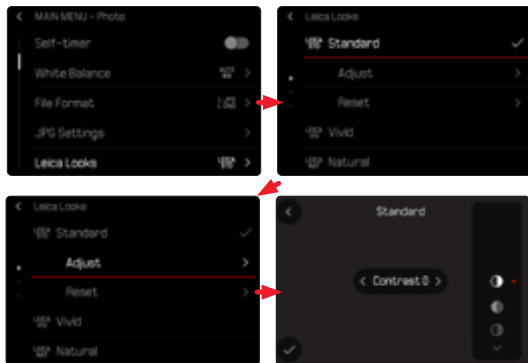 MAIN MENU - Photo
Self-timer
White Balance
File Format
JPG Settings
Leica Looks
Leica Looks
Standard
Adjust
Reset
Vivid
Natural
Leica Looks
Standard
Adjust
Reset
Vivid
Natural
Standard
Contrast 0